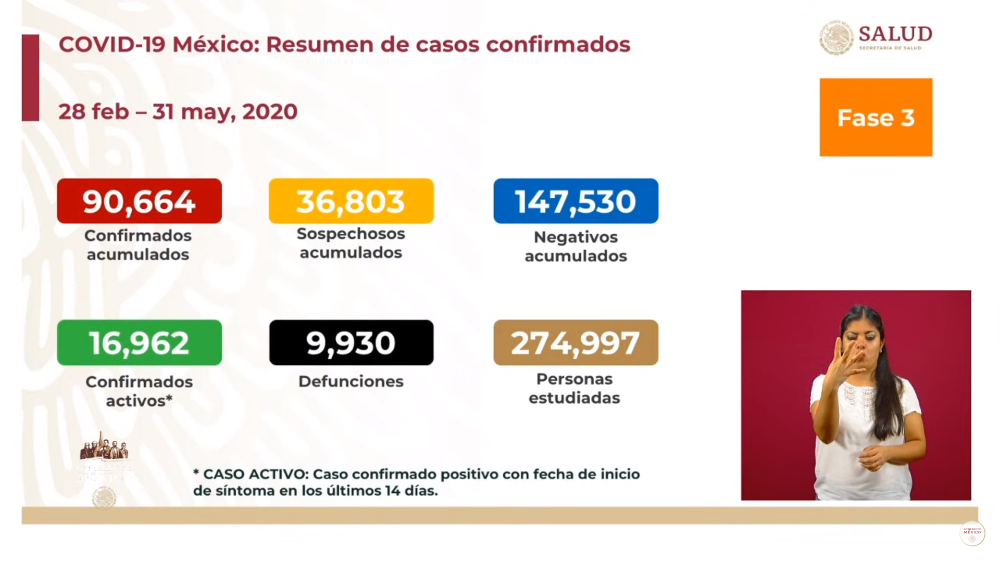 COVID-19 México: Resumen de casos confirmados
SALUD
SECRETARÍA DE SALUD
28 feb – 31 may, 2020
Fase 3
90,664
Confirmados
acumulados
36,803
Sospechosos
acumulados
147,530
Negativos
acumulados
16,962
Confirmados
activos*
9,930
Defunciones
274,997
Personas
estudiadas
* CASO ACTIVO: Caso confirmado positivo con fecha de inicio
de síntoma en los últimos 14 días.
GOBIERNO DE
MÉXICO